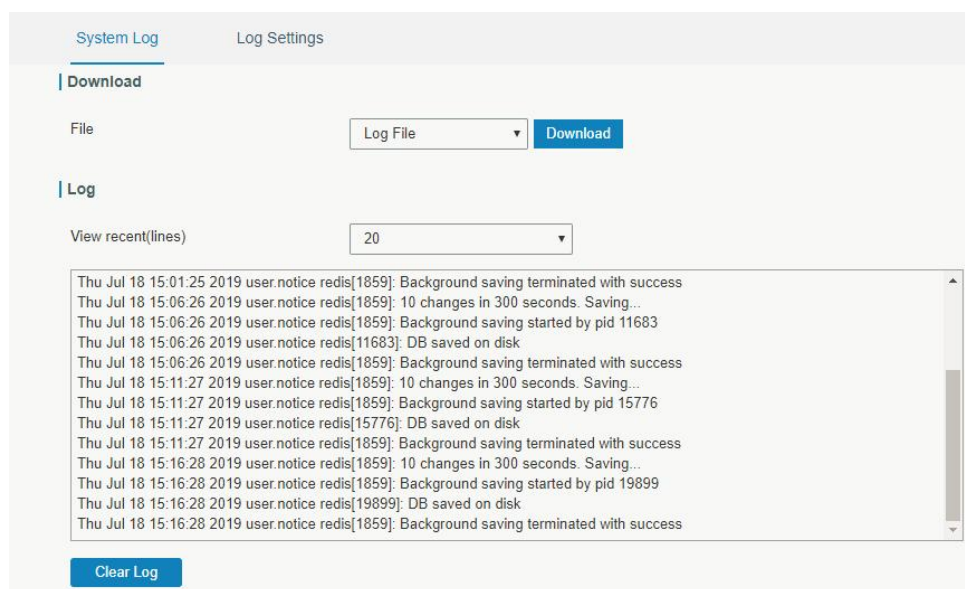 System Log Log Settings
Download
File Log File Download
Log
View recent(lines) 20
Thu Jul 18 15:01:25 2019 user.notice redis[1859]: Background saving terminated with success
Thu Jul 18 15:06:26 2019 user.notice redis[1859]: 10 changes in 300 seconds. Saving...
Thu Jul 18 15:06:26 2019 user.notice redis[1859]: Background saving started by pid 11683
Thu Jul 18 15:06:26 2019 user.notice redis[11683]: DB saved on disk
Thu Jul 18 15:06:26 2019 user.notice redis[1859]: Background saving terminated with success
Thu Jul 18 15:11:27 2019 user.notice redis[1859]: 10 changes in 300 seconds. Saving...
Thu Jul 18 15:11:27 2019 user.notice redis[1859]: Background saving started by pid 15776
Thu Jul 18 15:11:27 2019 user.notice redis[15776]: DB saved on disk
Thu Jul 18 15:11:27 2019 user.notice redis[1859]: Background saving terminated with success
Thu Jul 18 15:16:28 2019 user.notice redis[1859]: 10 changes in 300 seconds. Saving...
Thu Jul 18 15:16:28 2019 user.notice redis[1859]: Background saving started by pid 19899
Thu Jul 18 15:16:28 2019 user.notice redis[19899]: DB saved on disk
Thu Jul 18 15:16:28 2019 user.notice redis[1859]: Background saving terminated with success
Clear Log